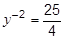 y⁻² = 25/4